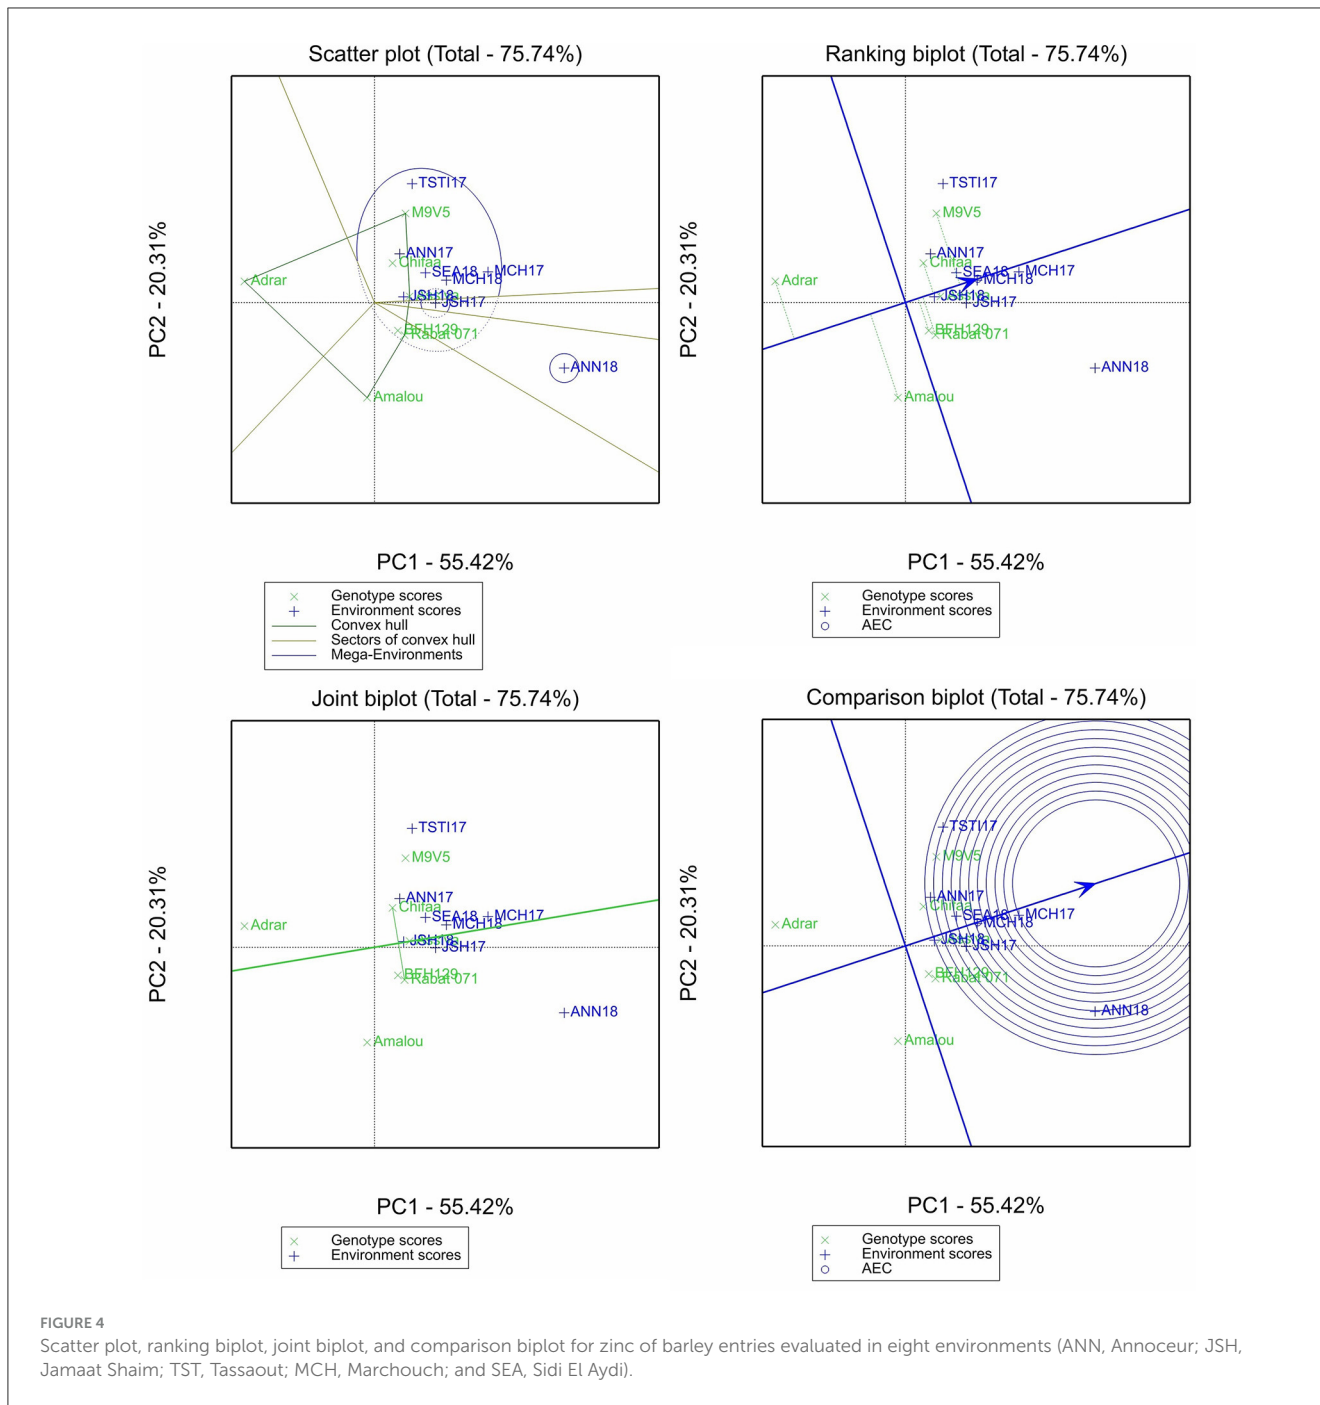 Scatter plot (Total - 75.74%)
PC2 - 20.31%
TSTI17
M9V5
ANN17
Chifaa
SEA18
MCH17
MCH18
Adrar
JSH18
JSH17
BFH129
Rabat 071
ANN18
Amalou
PC1 - 55.42%
Genotype scores
Environment scores
Convex hull
Sectors of convex hull
Mega-Environments
Ranking biplot (Total - 75.74%)
PC2 - 20.31%
TSTI17
M9V5
ANN17
Chifaa
SEA18
MCH17
MCH18
Adrar
JSH18
JSH17
BFH129
Rabat 071
ANN18
Amalou
PC1 - 55.42%
Genotype scores
Environment scores
AEC
Joint biplot (Total - 75.74%)
PC2 - 20.31%
TSTI17
M9V5
ANN17
Chifaa
SEA18
MCH17
MCH18
Adrar
JSH18
JSH17
BFH129
Rabat 071
ANN18
Amalou
PC1 - 55.42%
Genotype scores
Environment scores
Comparison biplot (Total - 75.74%)
PC2 - 20.31%
TSTI17
M9V5
ANN17
Chifaa
SEA18
MCH17
MCH18
Adrar
JSH18
JSH17
BFH129
Rabat 071
ANN18
Amalou
PC1 - 55.42%
Genotype scores
Environment scores
AEC
FIGURE 4
Scatter plot, ranking biplot, joint biplot, and comparison biplot for zinc of barley entries evaluated in eight environments (ANN, Annoceur; JSH,
Jamaat Shaim; TST, Tassaout; MCH, Marchouch; and SEA, Sidi El Aydi).